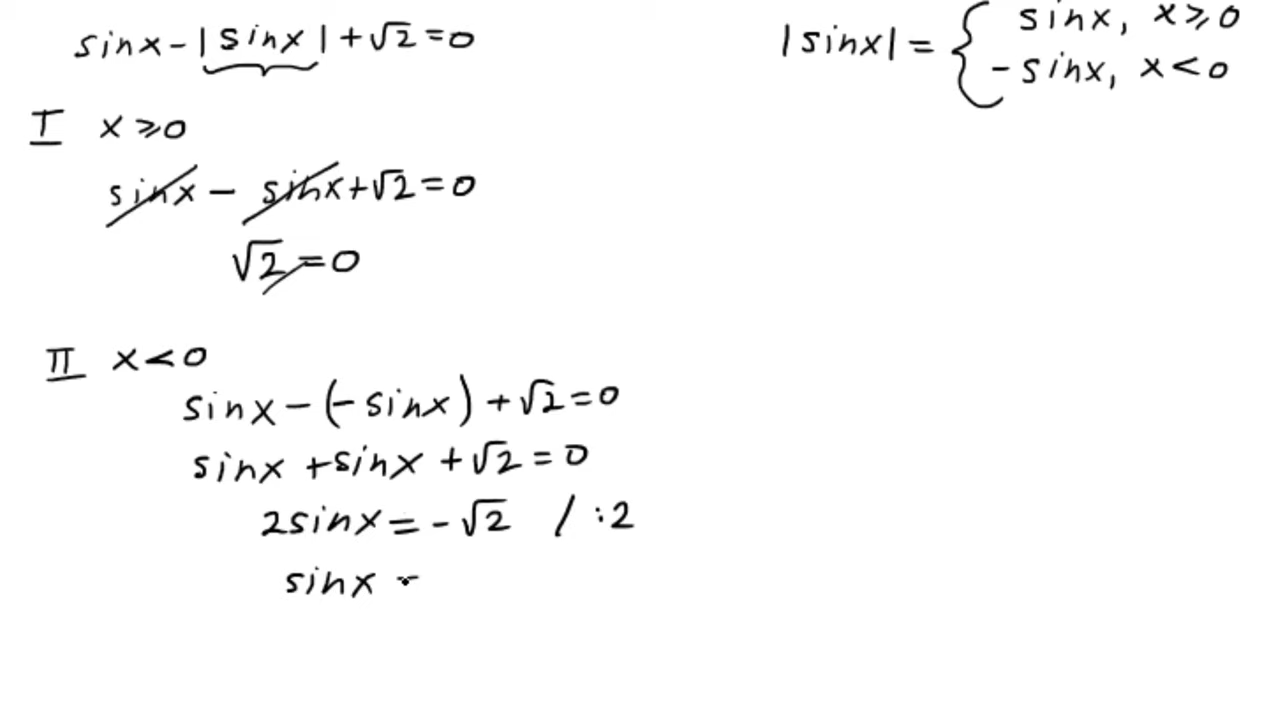 sinx - |sinx| + √2 = 0
|sinx| = { sinx, x ≥ 0
- sinx, x < 0
I x ≥ 0
sinx - sinx + √2 = 0
√2 = 0
II x < 0
sinx - (- sinx) + √2 = 0
sinx + sinx + √2 = 0
2sinx = - √2 / :2
sinx